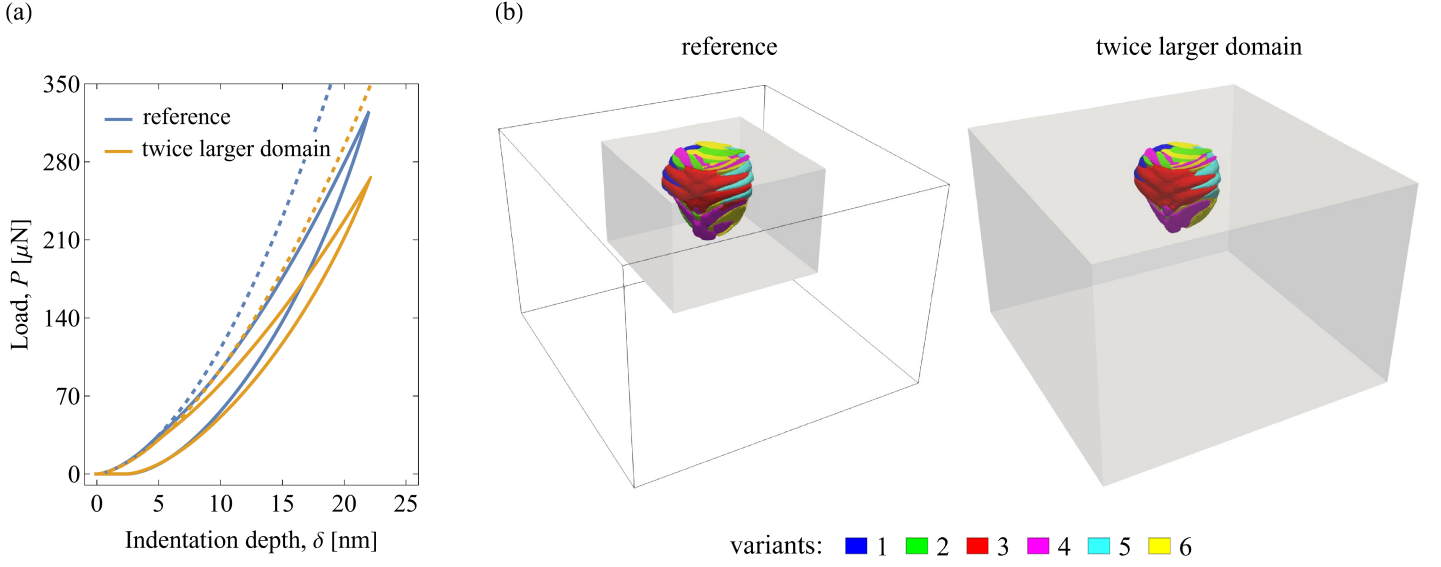 (a)
(b)
reference
twice larger domain
350
280
210
140
70
0
Load, P [μN]
reference
twice larger domain
0 5 10 15 20 25
Indentation depth, δ [nm]
variants: 1 2 3 4 5 6